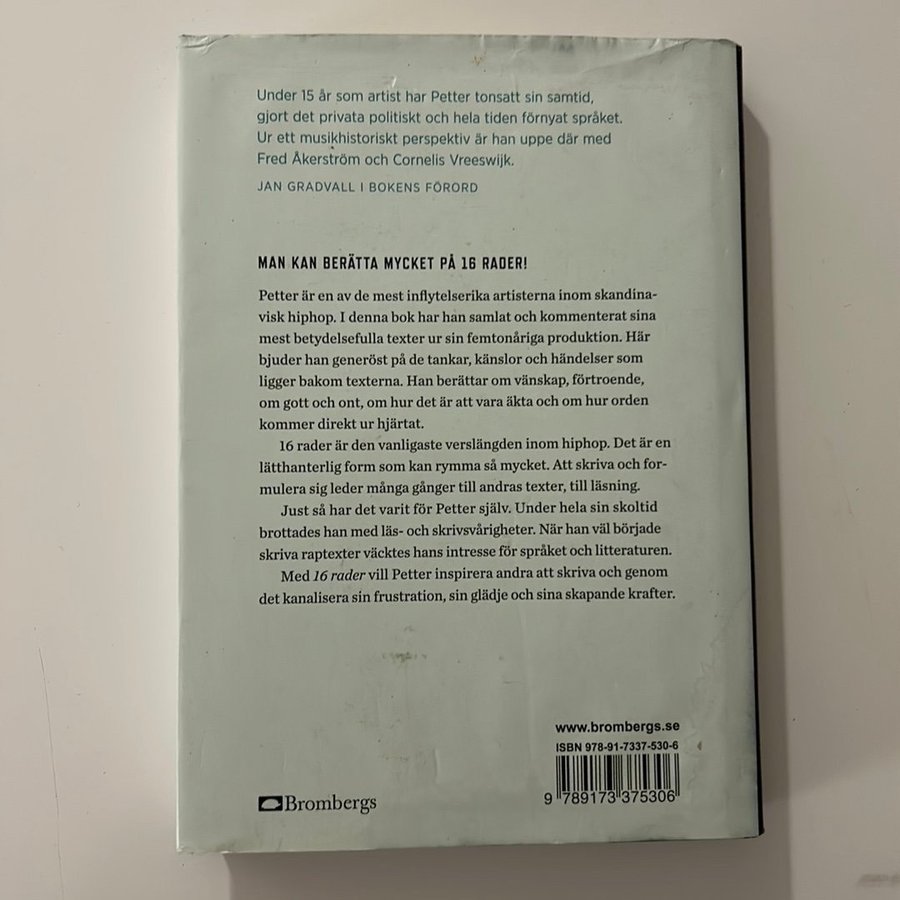 Under 15 år som artist har Petter tonsatt sin samtid,
gjort det privata politiskt och hela tiden förnyat språket.
Ur ett musikhistoriskt perspektiv är han uppe där med
Fred Åkerström och Cornelis Vreeswijk.
JAN GRADVALL I BOKENS FÖRORD
MAN KAN BERÄTTA MYCKET PÅ 16 RADER!
Petter är en av de mest inflytelserika artisterna inom skandina-
visk hiphop. I denna bok har han samlat och kommenterat sina
mest betydelsefulla texter ur sin femtonåriga produktion. Här
bjuder han generöst på de tankar, känslor och händelser som
ligger bakom texterna. Han berättar om vänskap, förtroende,
om gott och ont, om hur det är att vara äkta och om hur orden
kommer direkt ur hjärtat.
16 rader är den vanligaste verslängden inom hiphop. Det är en
lätthanterlig form som kan rymma så mycket. Att skriva och for-
mulera sig leder många gånger till andras texter, till läsning.
Just så har det varit för Petter själv. Under hela sin skoltid
brottades han med läs- och skrivsvårigheter. När han väl började
skriva raptexter väcktes hans intresse för språket och litteraturen.
Med 16 rader vill Petter inspirera andra att skriva och genom
det kanalisera sin frustration, sin glädje och sina skapande krafter.
www.brombergs.se
ISBN 978-91-7337-530-6
9 789173 375306
Brombergs